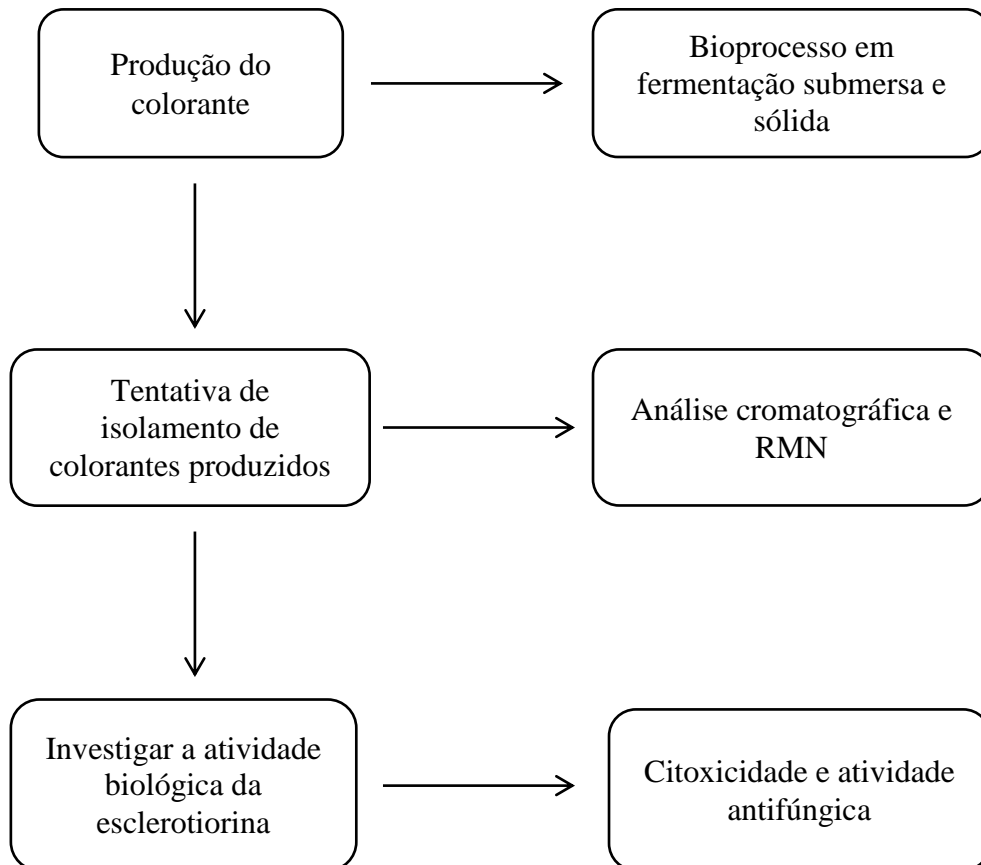 Produção do
colorante
Bioprocesso em
fermentação submersa e
sólida
Tentativa de
isolamento de
colorantes produzidos
Análise cromatográfica e
RMN
Investigar a atividade
biológica da
esclerotiorina
Citoxicidade e atividade
antifúngica